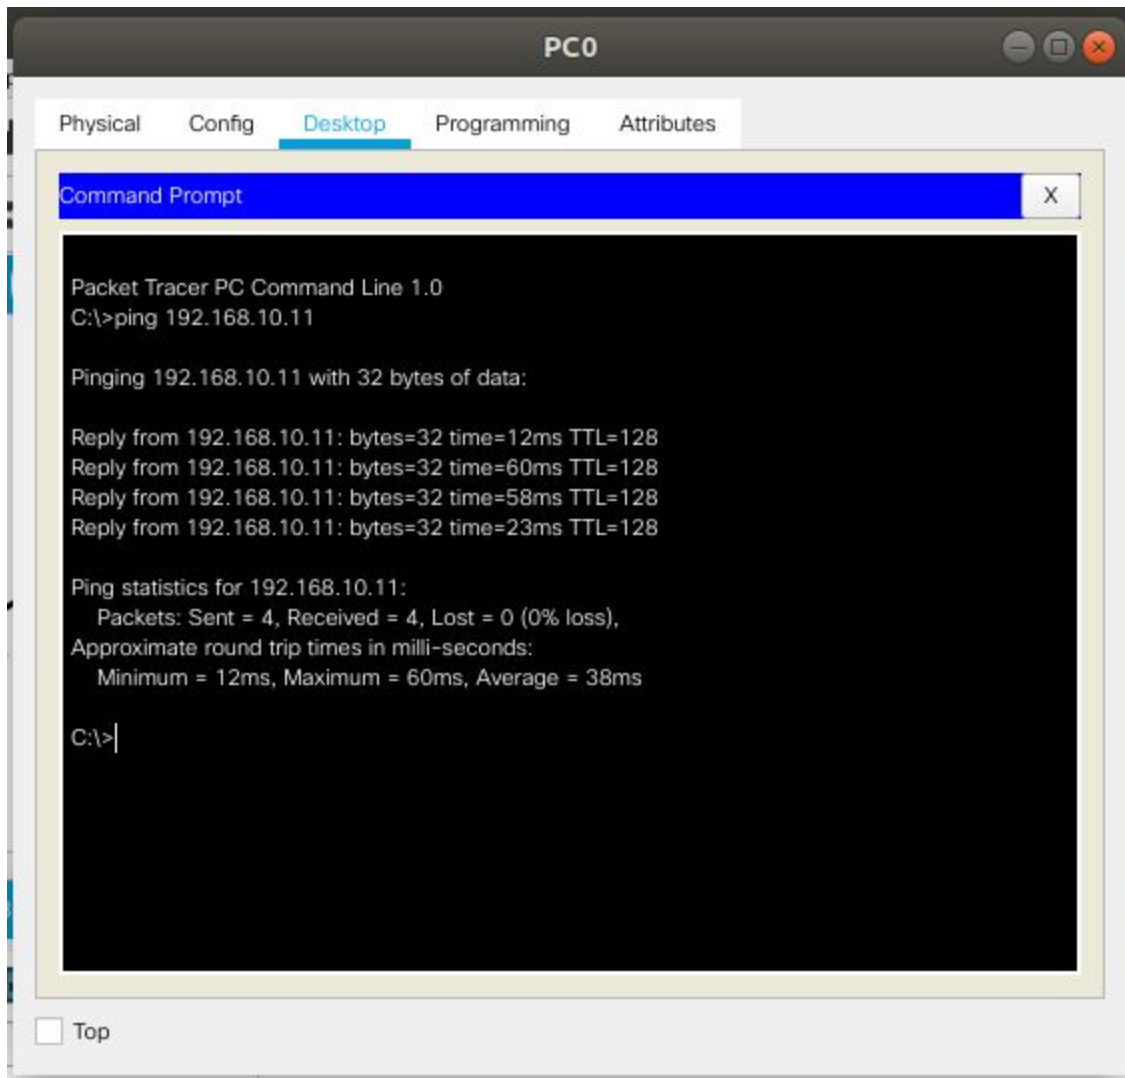 PC0
Physical Config Desktop Programming Attributes
Command Prompt X
Packet Tracer PC Command Line 1.0
C:\>ping 192.168.10.11
Pinging 192.168.10.11 with 32 bytes of data:
Reply from 192.168.10.11: bytes=32 time=12ms TTL=128
Reply from 192.168.10.11: bytes=32 time=60ms TTL=128
Reply from 192.168.10.11: bytes=32 time=58ms TTL=128
Reply from 192.168.10.11: bytes=32 time=23ms TTL=128
Ping statistics for 192.168.10.11:
Packets: Sent = 4, Received = 4, Lost = 0 (0% loss),
Approximate round trip times in milli-seconds:
Minimum = 12ms, Maximum = 60ms, Average = 38ms
C:\>
Top